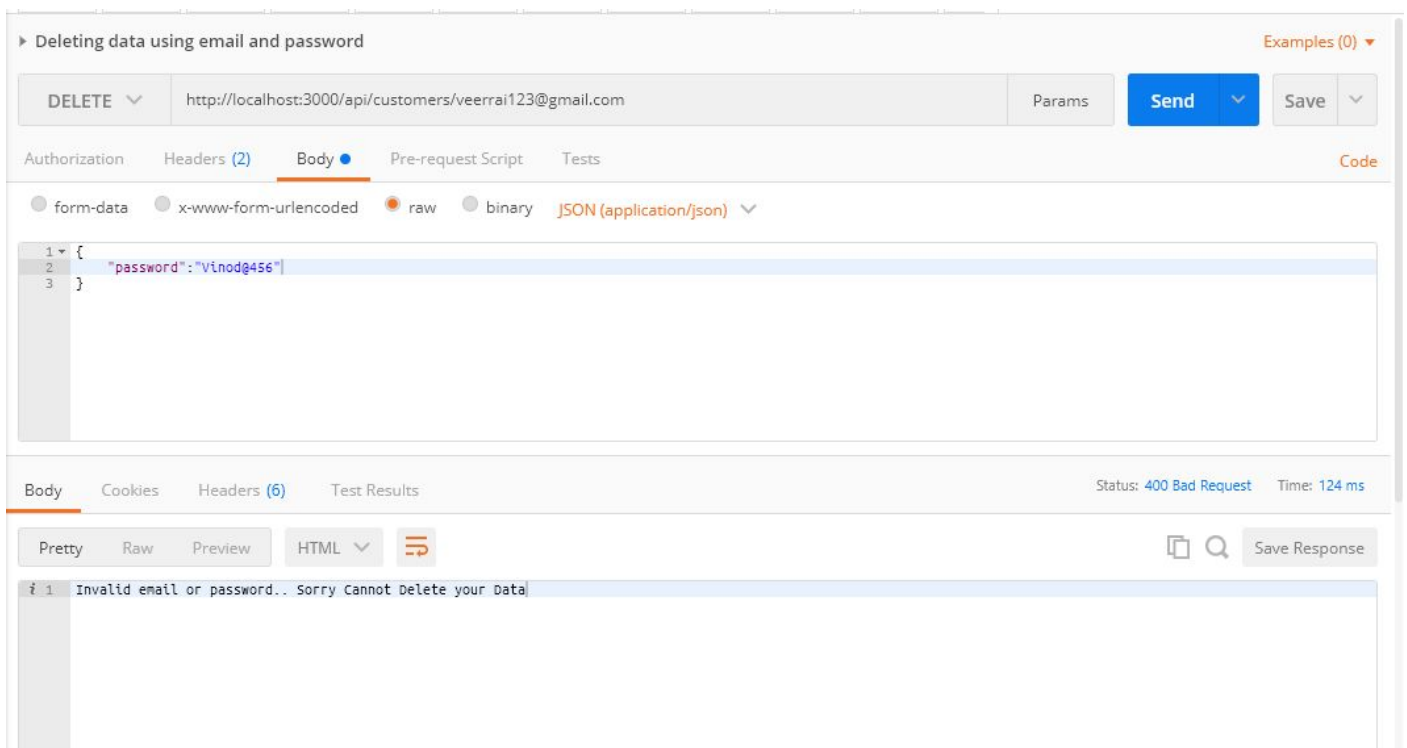 Deleting data using email and password
Examples (0)
DELETE
http://localhost:3000/api/customers/veerrai123@gmail.com
Params
Send
Save
Authorization
Headers (2)
Body
Pre-request Script
Tests
Code
form-data
x-www-form-urlencoded
raw
binary
JSON (application/json)
1 {
2 "password":"Vinod@456"
3 }
Body
Cookies
Headers (6)
Test Results
Status: 400 Bad Request
Time: 124 ms
Pretty
Raw
Preview
HTML
Save Response
i 1 Invalid email or password.. Sorry Cannot Delete your Data